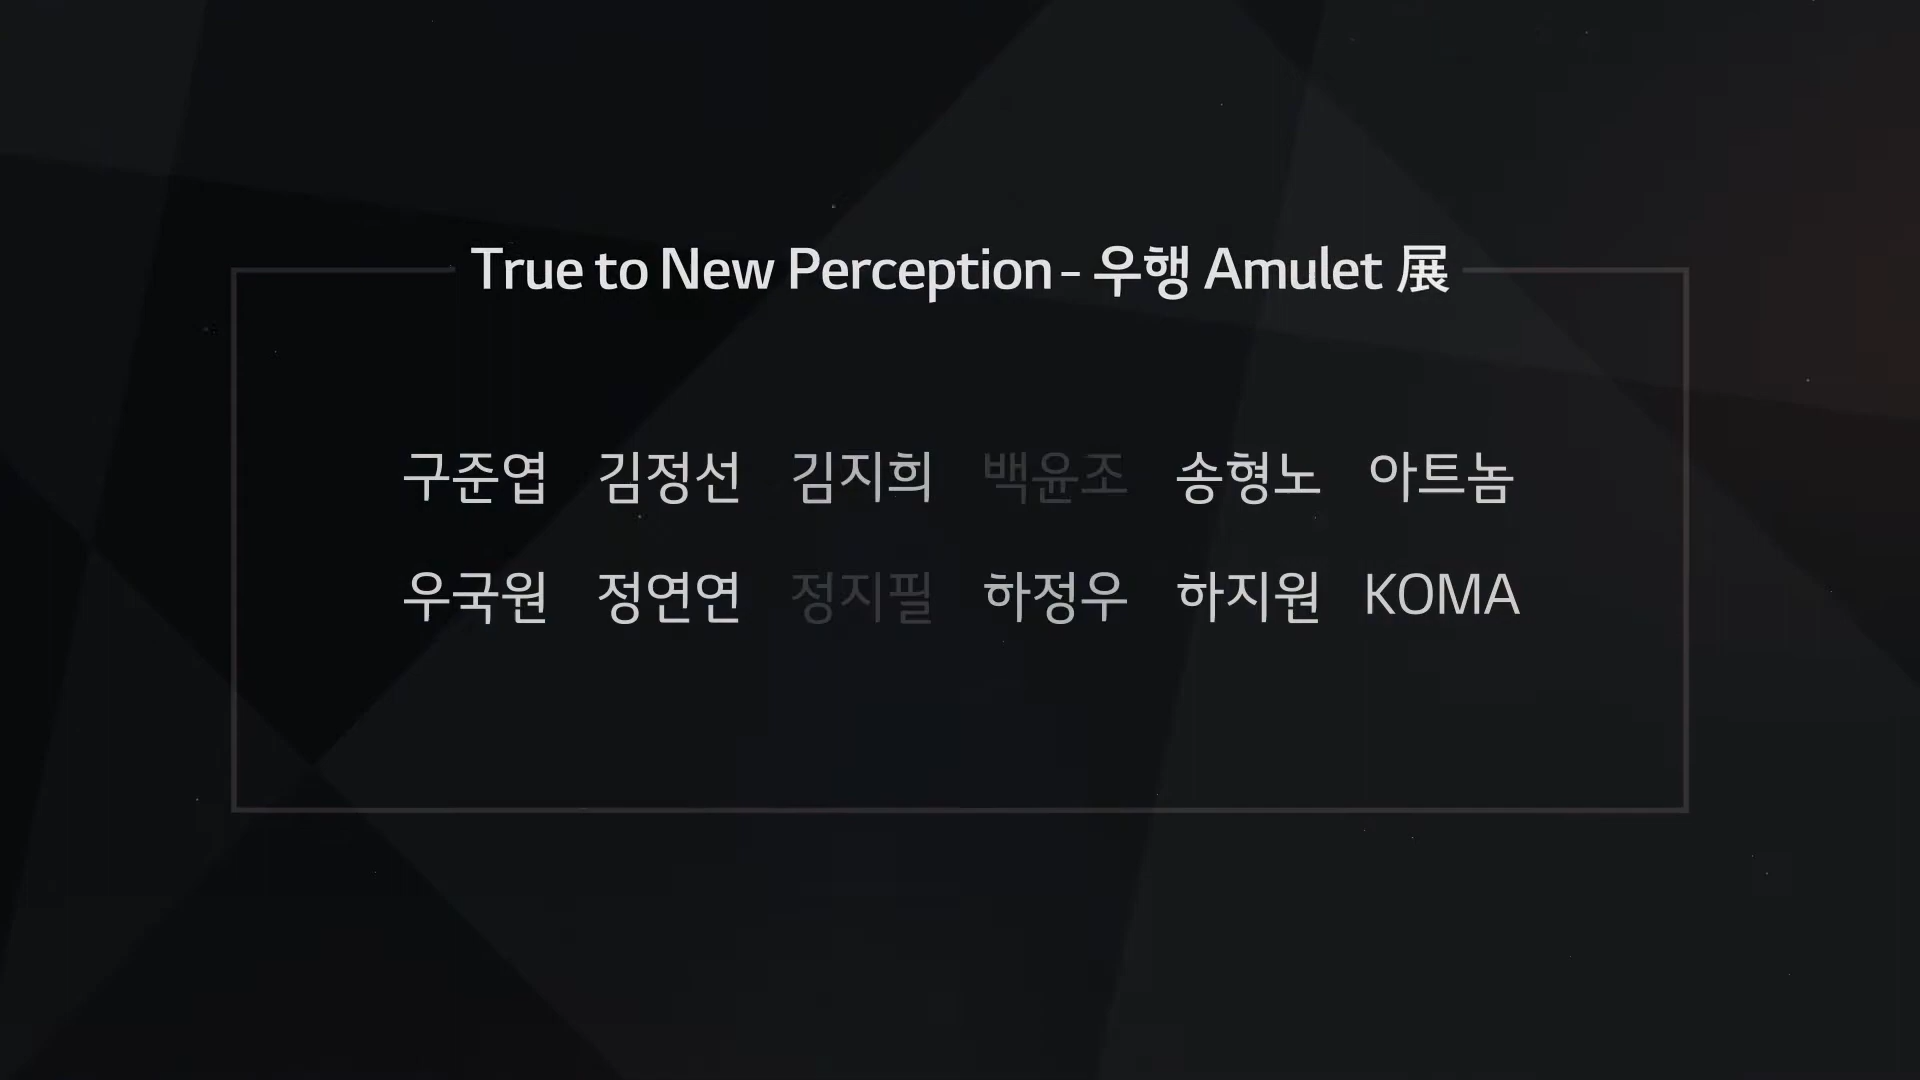 True to New Perception - 우행 Amulet 展
구준엽 김정선 김지희 백윤조 송형노 아트놈
우국원 정연연 정지필 하정우 하지원 KOMA